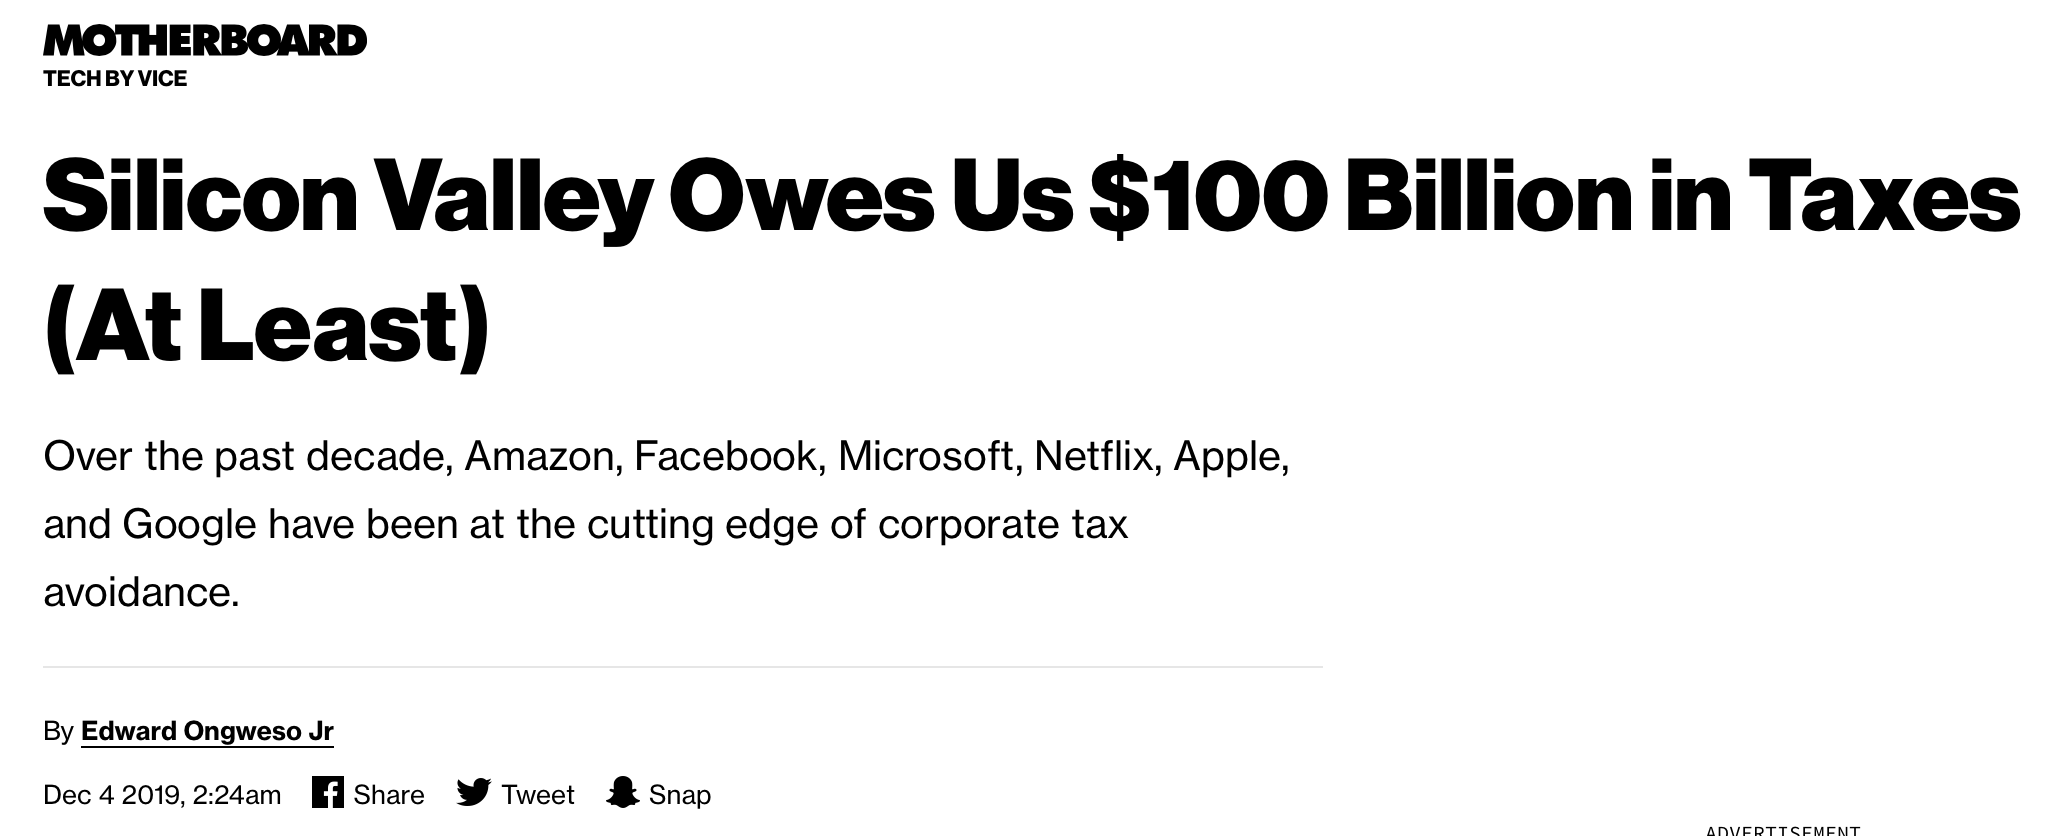 MOTHERBOARD
TECH BY VICE
Silicon Valley Owes Us $100 Billion in Taxes
(At Least)
Over the past decade, Amazon, Facebook, Microsoft, Netflix, Apple,
and Google have been at the cutting edge of corporate tax
avoidance.
By Edward Ongweso Jr
Dec 4 2019, 2:24am Share Tweet Snap
ADVERTISEMENT